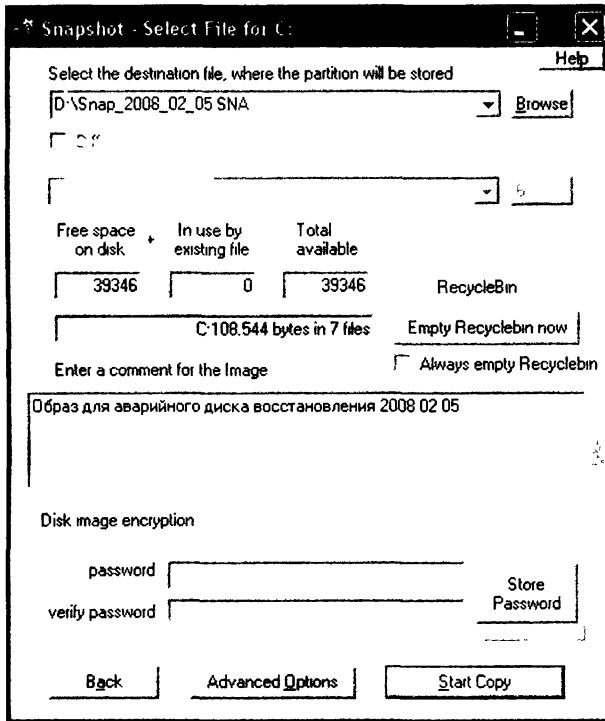 Snapshot - Select File for C:
Help
Select the destination file, where the partition will be stored
D:\Snap_2008_02_05 SNA
Browse
Free space on disk + In use by existing file Total available
39346 0 39346 RecycleBin
C:108.544 bytes in 7 files Empty Recyclebin now
Enter a comment for the Image Always empty Recyclebin
Образ для аварийного диска восстановления 2008 02 05
Disk image encryption
password
verify password
Store Password
Back Advanced Options Start Copy